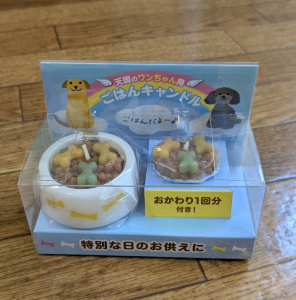 天国のワンちゃん用
ごはんキャンドル
ごはんだよー♪
おかわり1回分
付き!
特別な日のお供えに